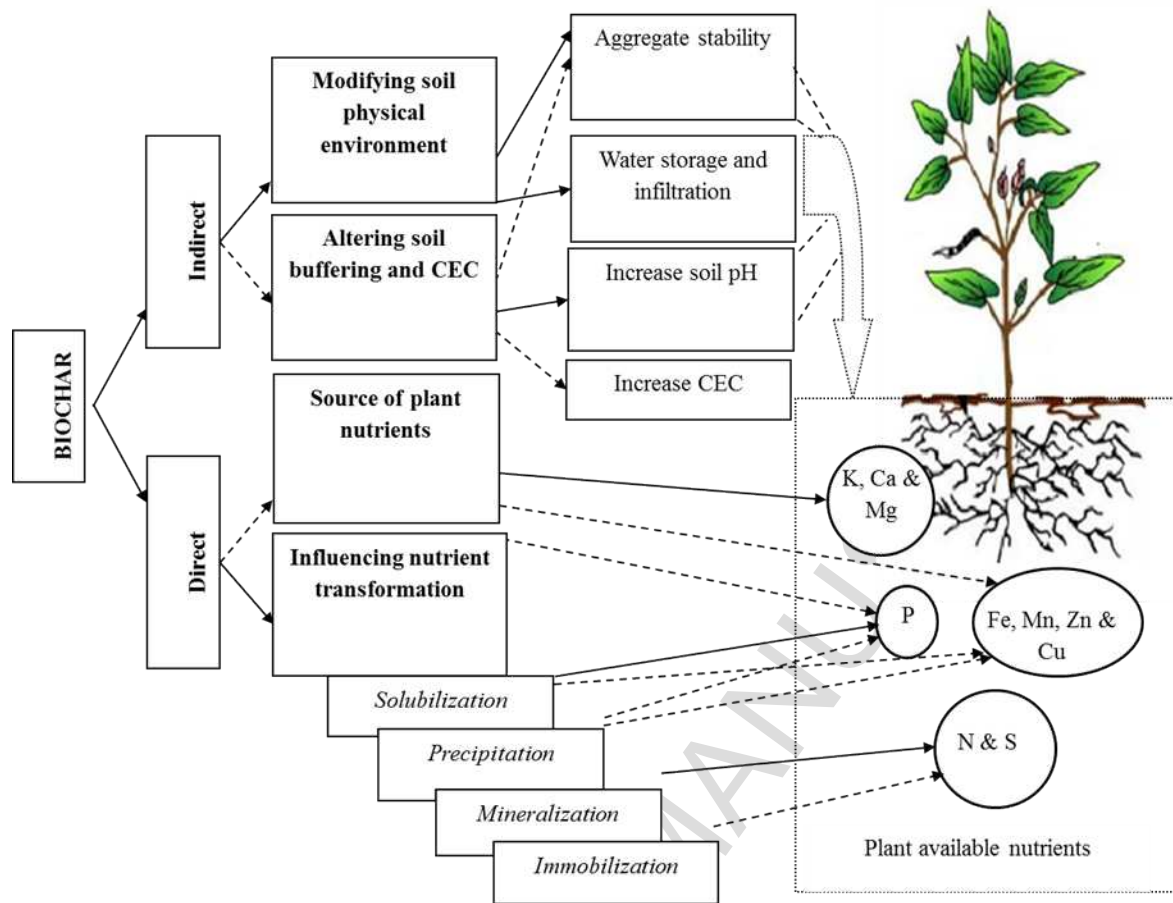 BIOCHAR
Indirect
Direct
Modifying soil
physical
environment
Altering soil
buffering and CEC
Source of plant
nutrients
Influencing nutrient
transformation
Solubilization
Precipitation
Mineralization
Immobilization
Aggregate stability
Water storage and
infiltration
Increase soil pH
Increase CEC
K, Ca &
Mg
P
Fe, Mn, Zn &
Cu
N & S
Plant available nutrients
MANU